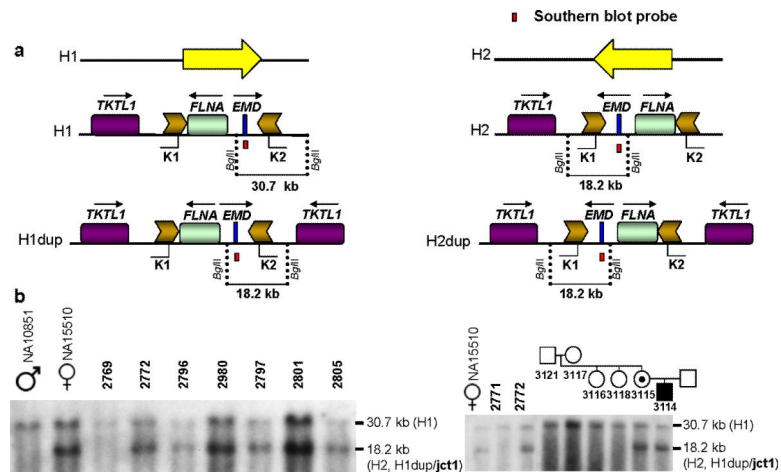 Southern blot probe
a
H1
H2
TKTL1 FLNA EMD
H1
K1 K2
BglII BglII
30.7 kb
TKTL1 EMD FLNA
H2
K1 K2
BglII BglII
18.2 kb
TKTL1 FLNA EMD TKTL1
H1dup
K1 K2
BglII BglII
18.2 kb
TKTL1 EMD FLNA TKTL1
H2dup
K1 K2
BglII BglII
18.2 kb
b
NA10851
NA15510
2769 2772 2796 2980 2797 2801 2805
30.7 kb (H1)
18.2 kb
(H2, H1dup/jct1)
NA15510
2771
2772
3121 3117
3116 3118 3115
3114
30.7 kb (H1)
18.2 kb
(H2, H1dup/jct1)